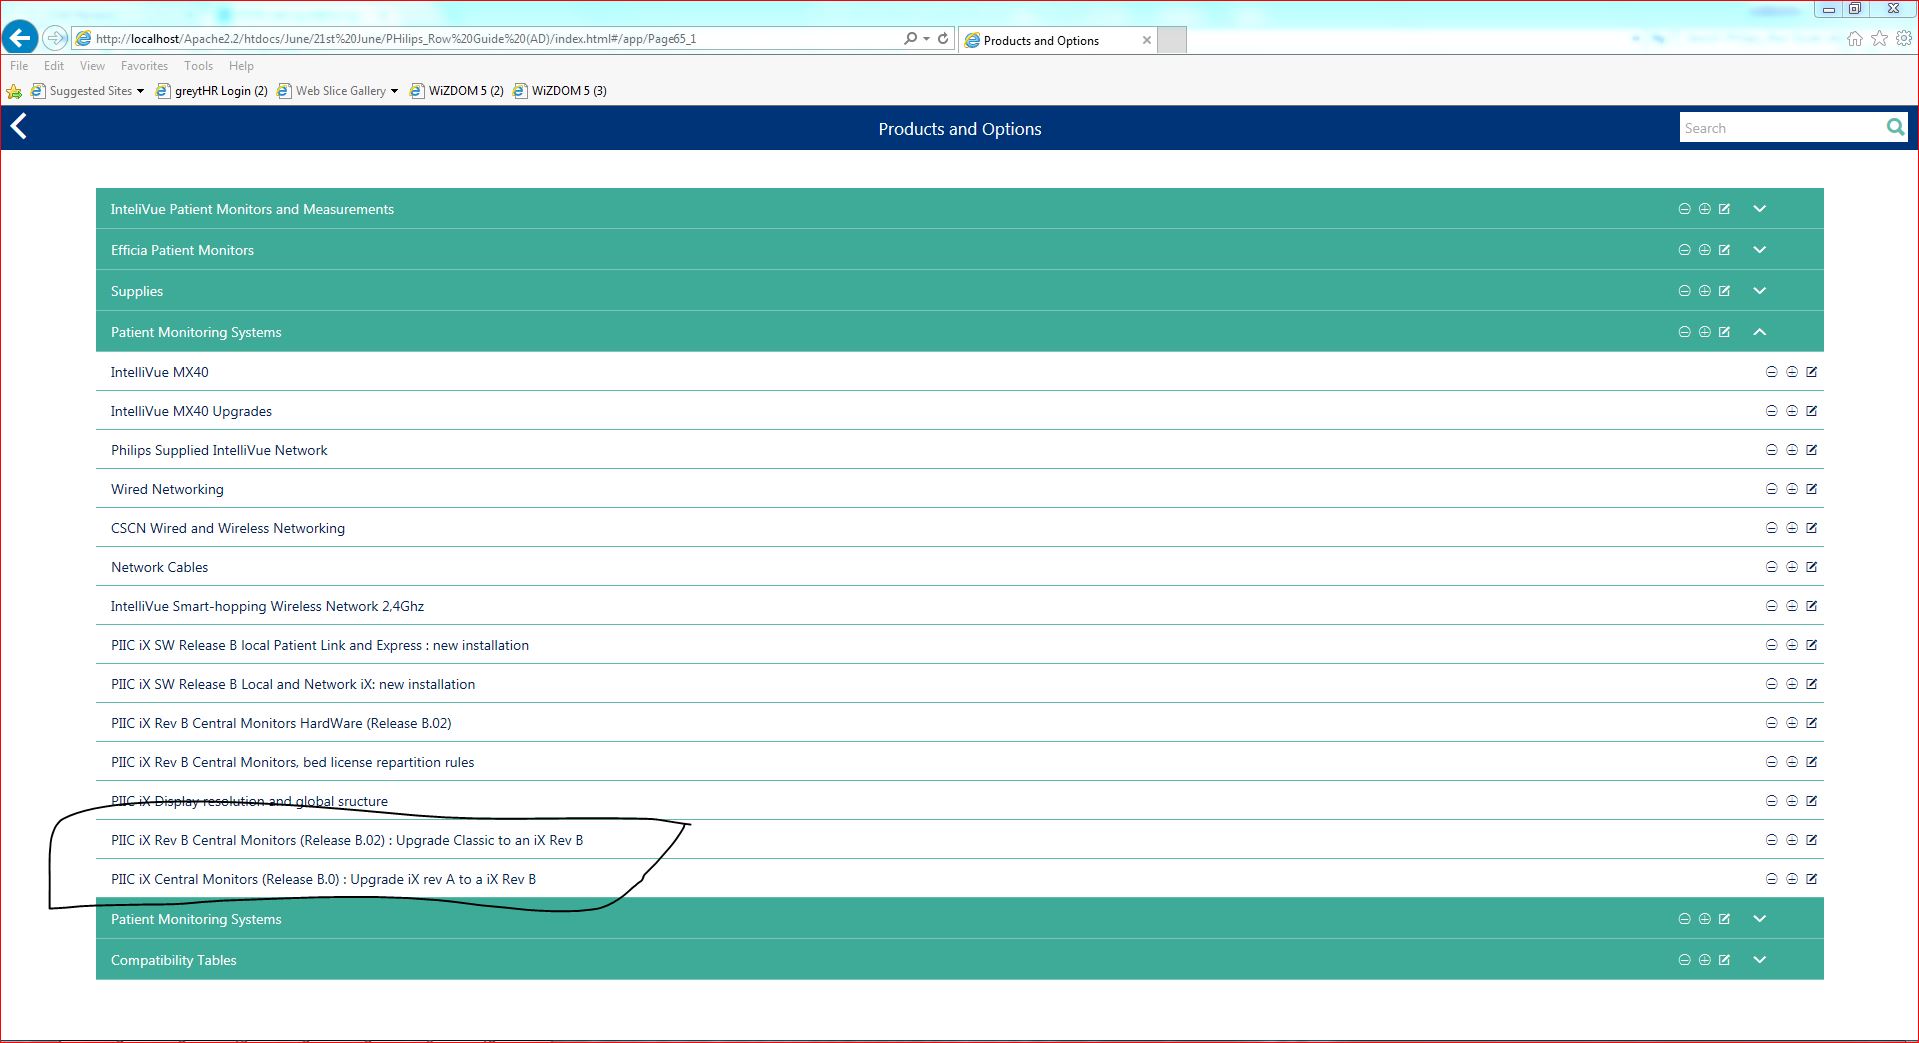 http://localhost/Apache2.2/htdocs/June/21st%20June/PHilips_Row%20Guide%20(AD)/index.html#/app/Page65_1
Products and Options
File Edit View Favorites Tools Help
Suggested Sites greytHR Login (2) Web Slice Gallery WiZDOM 5 (2) WiZDOM 5 (3)
Products and Options
Search
InteliVue Patient Monitors and Measurements
Efficia Patient Monitors
Supplies
Patient Monitoring Systems
IntelliVue MX40
IntelliVue MX40 Upgrades
Philips Supplied IntelliVue Network
Wired Networking
CSCN Wired and Wireless Networking
Network Cables
IntelliVue Smart-hopping Wireless Network 2,4Ghz
PIIC iX SW Release B local Patient Link and Express : new installation
PIIC iX SW Release B Local and Network iX: new installation
PIIC iX Rev B Central Monitors HardWare (Release B.02)
PIIC iX Rev B Central Monitors, bed license repartition rules
PIIC iX Display resolution and global sructure
PIIC iX Rev B Central Monitors (Release B.02) : Upgrade Classic to an iX Rev B
PIIC iX Central Monitors (Release B.0) : Upgrade iX rev A to a iX Rev B
Patient Monitoring Systems
Compatibility Tables